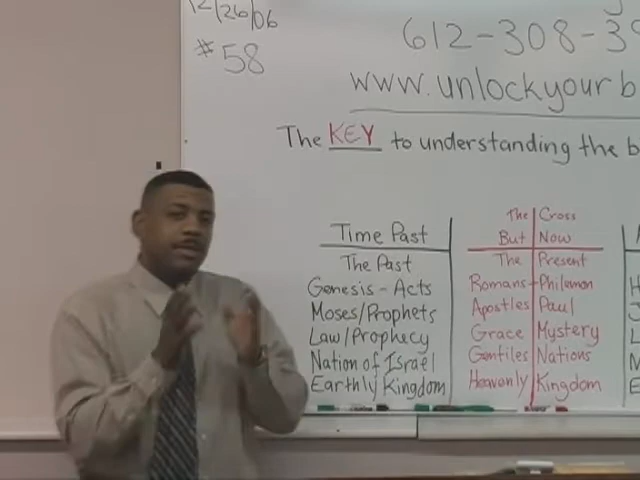 12/26/06
#58
612-308-39
www.unlockyourb
The KEY to understanding the b
Time Past
The Past
Genesis - Acts
Moses/Prophets
Law/Prophecy
Nation of Israel
Earthly Kingdom
The Cross
But Now
The Present
Romans - Philemon
Apostles Paul
Grace Mystery
Gentiles Nations
Heavenly Kingdom